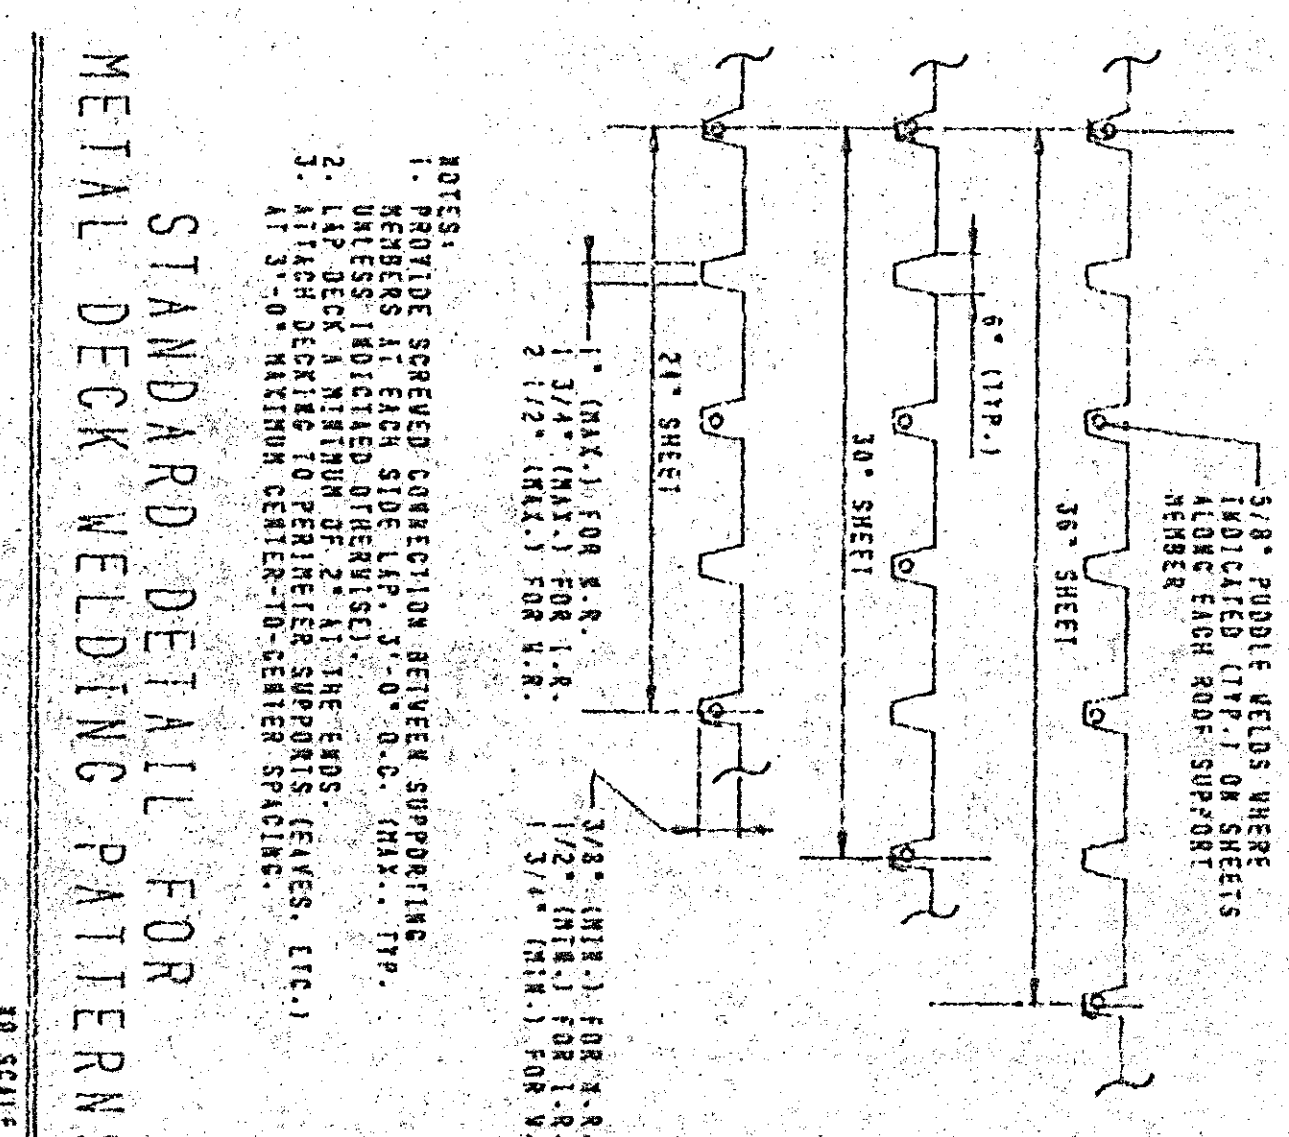 5/8" PUDDLE WELDS WHERE
INDICATED (TYP.) ON SHEETS
ALONG EACH ROOF SUPPORT
MEMBER
36" SHEET
6" (TYP.)
30" SHEET
24" SHEET
1" (MAX.) FOR N.R.
1 3/4" (MAX.) FOR I.R.
2 1/2" (MAX.) FOR W.R.
3/8" (MIN.) FOR N.R.
1/2" (MIN.) FOR I.R.
1 3/4" (MIN.) FOR W.
NOTES:
1. PROVIDE SCREWED CONNECTION BETWEEN SUPPORTING
MEMBERS AT EACH SIDE LAP. 3'-0" O.C. (MAX., TYP.
UNLESS INDICTAED OTHERWISE).
2. LAP DECK A MINIMUM OF 2" AT THE ENDS.
3. ATTACH DECKING TO PERIMETER SUPPORTS (EAVES, ETC.)
AT 3'-0" MAXIMUM CENTER-TO-CENTER SPACING.
STANDARD DETAIL FOR
METAL DECK WELDING PATTERN
TO SCALE